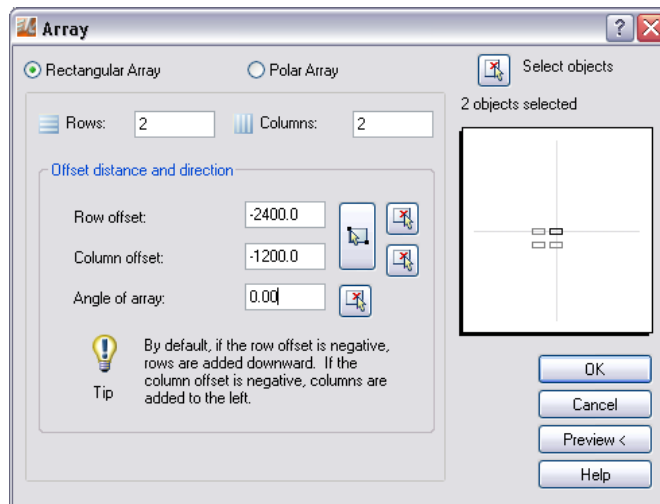 Array
Rectangular Array
Polar Array
Select objects
2 objects selected
Rows: 2
Columns: 2
Offset distance and direction
Row offset: -2400.0
Column offset: -1200.0
Angle of array: 0.00
Tip
By default, if the row offset is negative,
rows are added downward. If the
column offset is negative, columns are
added to the left.
OK
Cancel
Preview <
Help